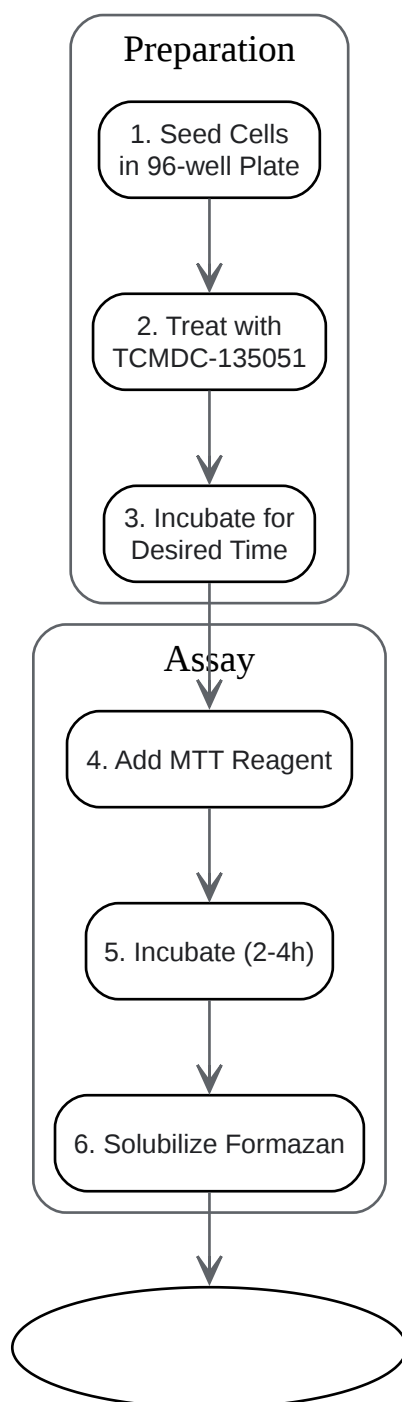 Preparation
1. Seed Cells
in 96-well Plate
2. Treat with
TCMDC-135051
3. Incubate for
Desired Time
Assay
4. Add MTT Reagent
5. Incubate (2-4h)
6. Solubilize Formazan